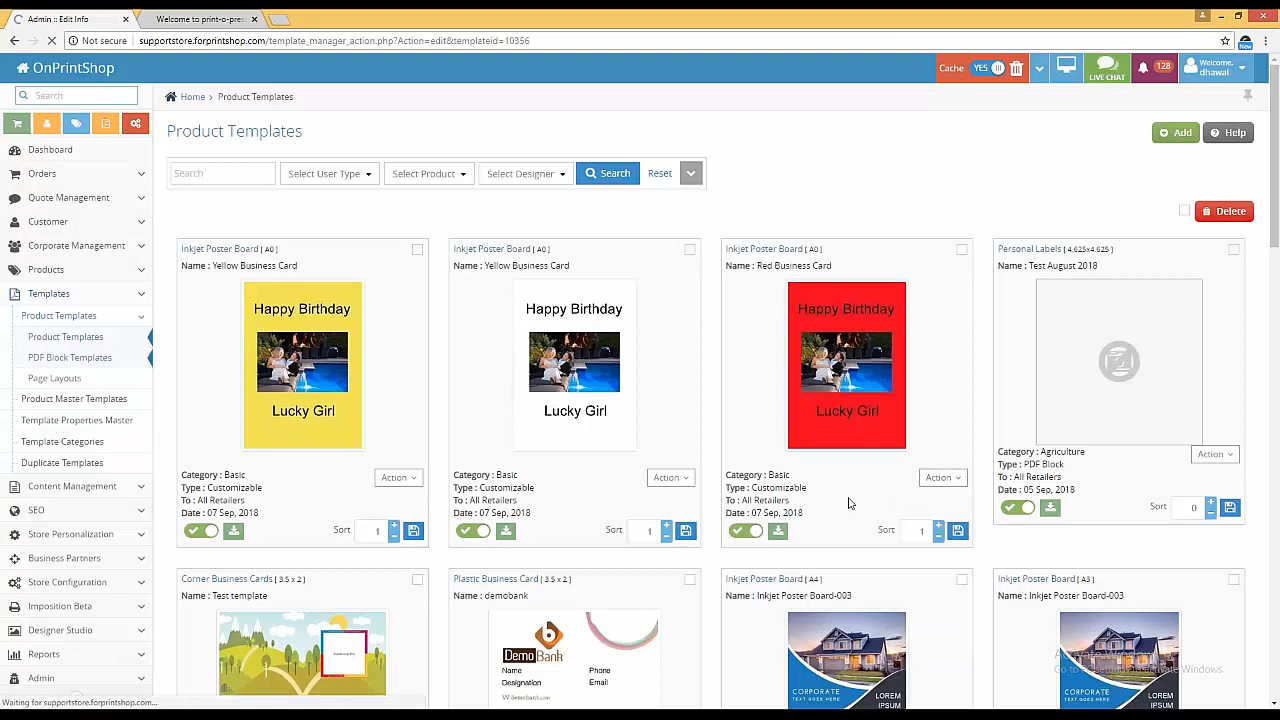 Admin :: Edit Info
Welcome to print-o-pres
Not secure
supportstore.forprintshop.com/template_manager_action.php?Action=edit&templateid=10356
New
OnPrintShop
Cache
YES
LIVE CHAT
128
Welcome,
dhawal
Search
Home > Product Templates
Dashboard
Orders
Quote Management
Customer
Corporate Management
Products
Templates
Product Templates
Product Templates
PDF Block Templates
Page Layouts
Product Master Templates
Template Properties Master
Template Categories
Duplicate Templates
Content Management
SEO
Store Personalization
Business Partners
Store Configuration
Imposition Beta
Designer Studio
Reports
Admin
Product Templates
Add
Help
Search
Select User Type
Select Product
Select Designer
Search
Reset
Delete
Inkjet Poster Board [ A0 ]
Name : Yellow Business Card
Happy Birthday
Lucky Girl
Category : Basic
Action
Type : Customizable
To : All Retailers
Date : 07 Sep, 2018
Sort
1
Inkjet Poster Board [ A0 ]
Name : Yellow Business Card
Happy Birthday
Lucky Girl
Category : Basic
Action
Type : Customizable
To : All Retailers
Date : 07 Sep, 2018
Sort
1
Inkjet Poster Board [ A0 ]
Name : Red Business Card
Happy Birthday
Lucky Girl
Category : Basic
Action
Type : Customizable
To : All Retailers
Date : 07 Sep, 2018
Sort
1
Personal Labels [ 4.625x4.625 ]
Name : Test August 2018
Category : Agriculture
Action
Type : PDF Block
To : All Retailers
Date : 05 Sep, 2018
Sort
0
Corner Business Cards [ 3.5 x 2 ]
Name : Test template
Plastic Business Card [ 3.5 x 2 ]
Name : demobank
DemoBank
Name
Designation
Phone
Email
W demobank.com
Inkjet Poster Board [ A4 ]
Name : Inkjet Poster Board-003
CORPORATE
TEXT GOES HERE
LOREM
IPSUM
Inkjet Poster Board [ A3 ]
Name : Inkjet Poster Board-003
CORPORATE
TEXT GOES HERE
LOREM
IPSUM
Activate Windows
Waiting for supportstore.forprintshop.com...